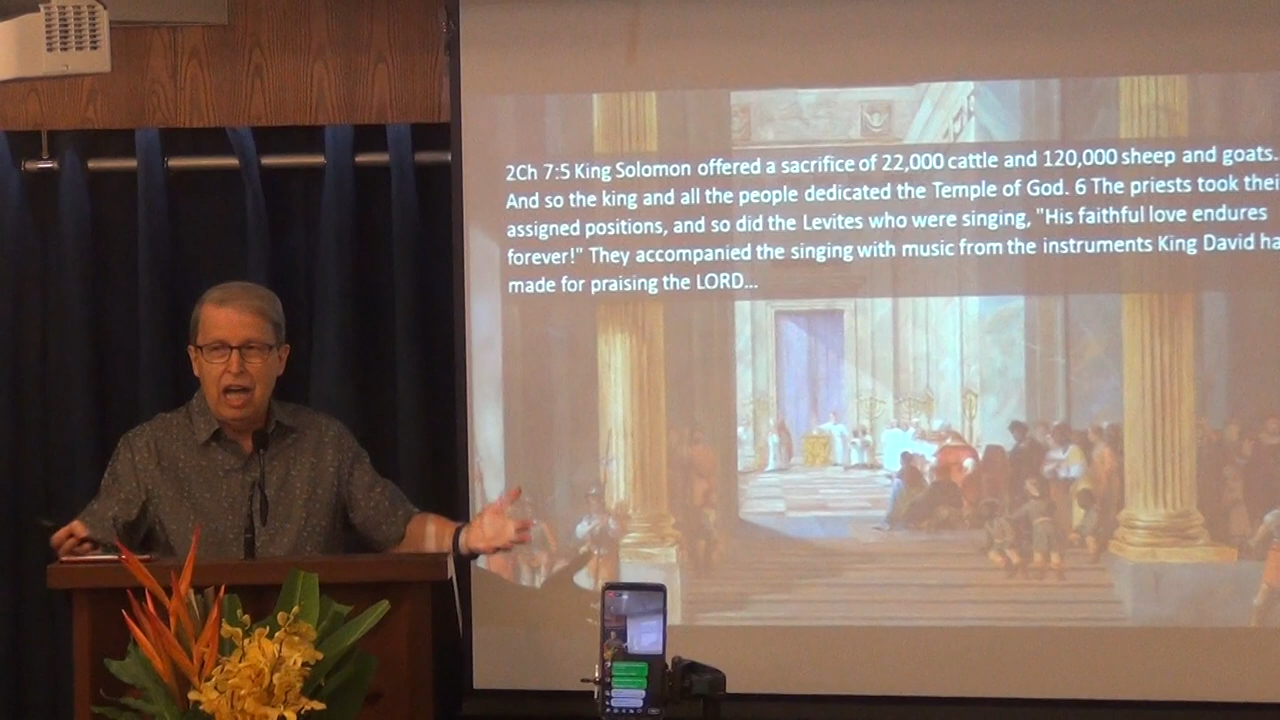 2Ch 7:5 King Solomon offered a sacrifice of 22,000 cattle and 120,000 sheep and goats.
And so the king and all the people dedicated the Temple of God. 6 The priests took thei
assigned positions, and so did the Levites who were singing, "His faithful love endures
forever!" They accompanied the singing with music from the instruments King David ha
made for praising the LORD...